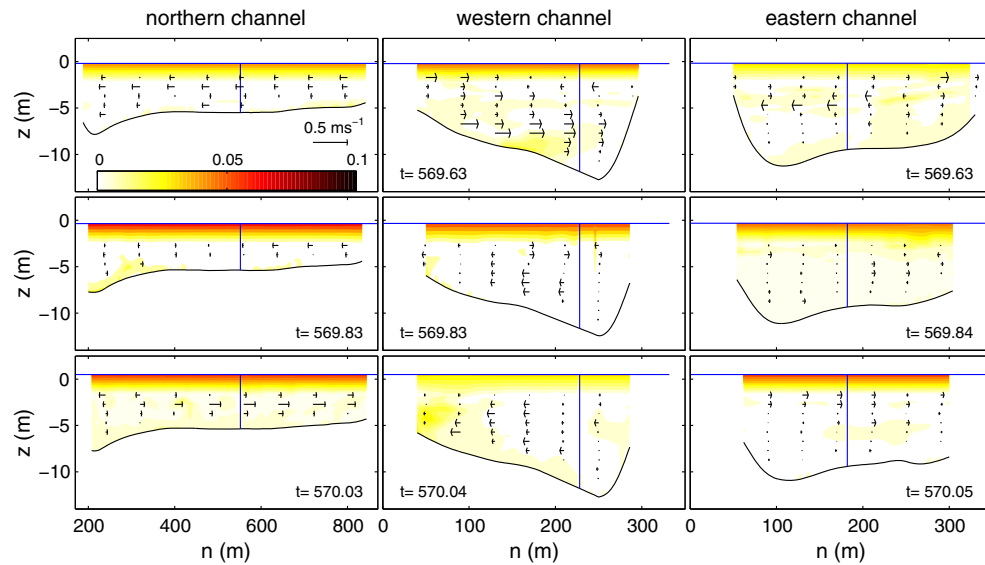 northern channel western channel eastern channel
z (m) 0 −5 −10
0.5 ms⁻¹
0 0.05 0.1
t= 569.63 t= 569.63
z (m) 0 −5 −10
t= 569.83 t= 569.83 t= 569.84
z (m) 0 −5 −10
t= 570.03 t= 570.04 t= 570.05
200 400 600 800 0 100 200 300 0 100 200 300
n (m) n (m) n (m)